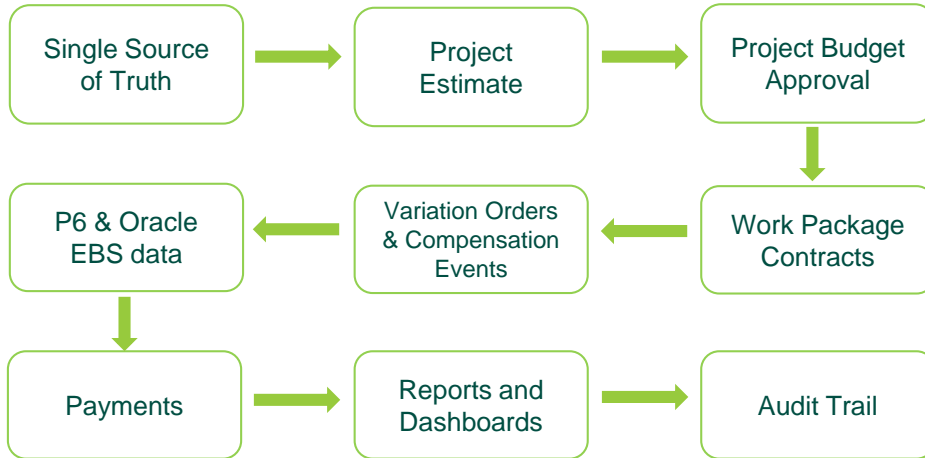 Single Source
of Truth
Project
Estimate
Project Budget
Approval
P6 & Oracle
EBS data
Variation Orders
& Compensation
Events
Work Package
Contracts
Payments
Reports and
Dashboards
Audit Trail